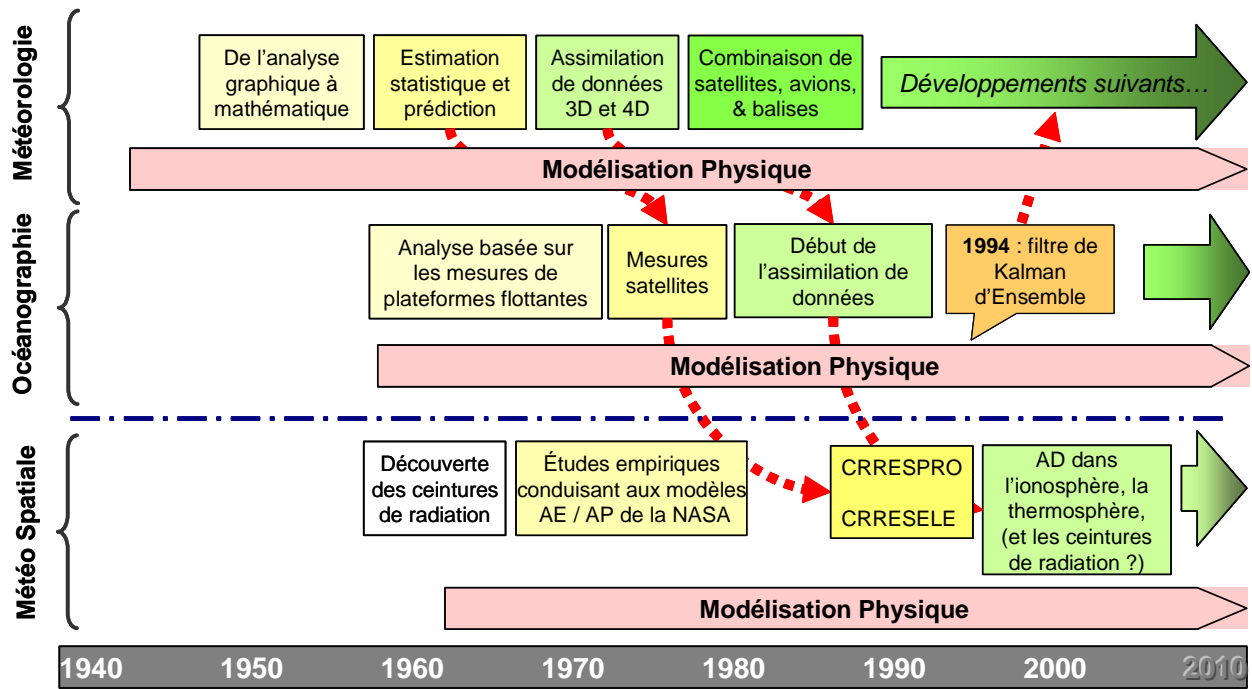 Météorologie
De l'analyse
graphique à
mathématique
Estimation
statistique et
prédiction
Assimilation
de données
3D et 4D
Combinaison de
satellites, avions,
& balises
Développements suivants…
Modélisation Physique
Océanographie
Analyse basée sur
les mesures de
plateformes flottantes
Mesures
satellites
Début de
l'assimilation de
données
1994 : filtre de
Kalman
d'Ensemble
Modélisation Physique
Météo Spatiale
Découverte
des ceintures
de radiation
Études empiriques
conduisant aux modèles
AE / AP de la NASA
CRRESPRO
CRRESELE
AD dans
l'ionosphère, la
thermosphère,
(et les ceintures
de radiation ?)
Modélisation Physique
1940 1950 1960 1970 1980 1990 2000 2010